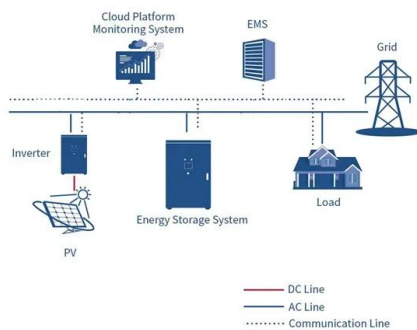 Cloud Platform
Monitoring System
EMS
Grid
Inverter
Energy Storage System
Load
PV
DC Line
AC Line
Communication Line